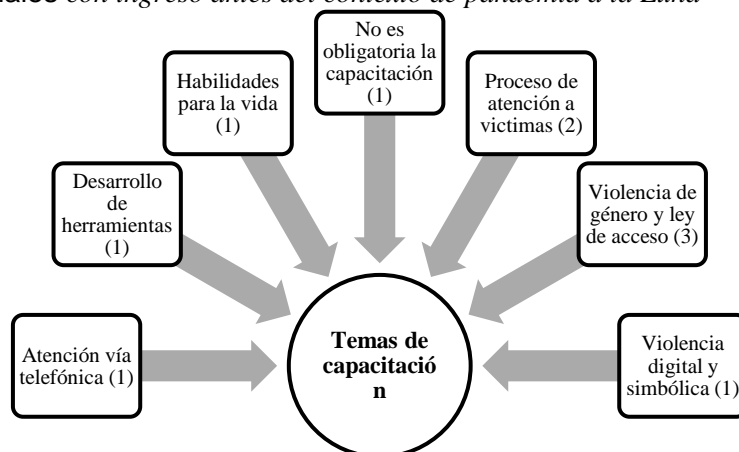 con ingreso antes del contexto de pandemia a la
No es
obligatoria la
capacitación
(1)
Habilidades
para la vida
(1)
Proceso de
atención a
victimas (2)
Desarrollo
de
herramientas
(1)
Violencia de
género y ley
de acceso (3)
Atención vía
telefónica (1)
Temas de
capacitació
n
Violencia
digital y
simbólica (1)